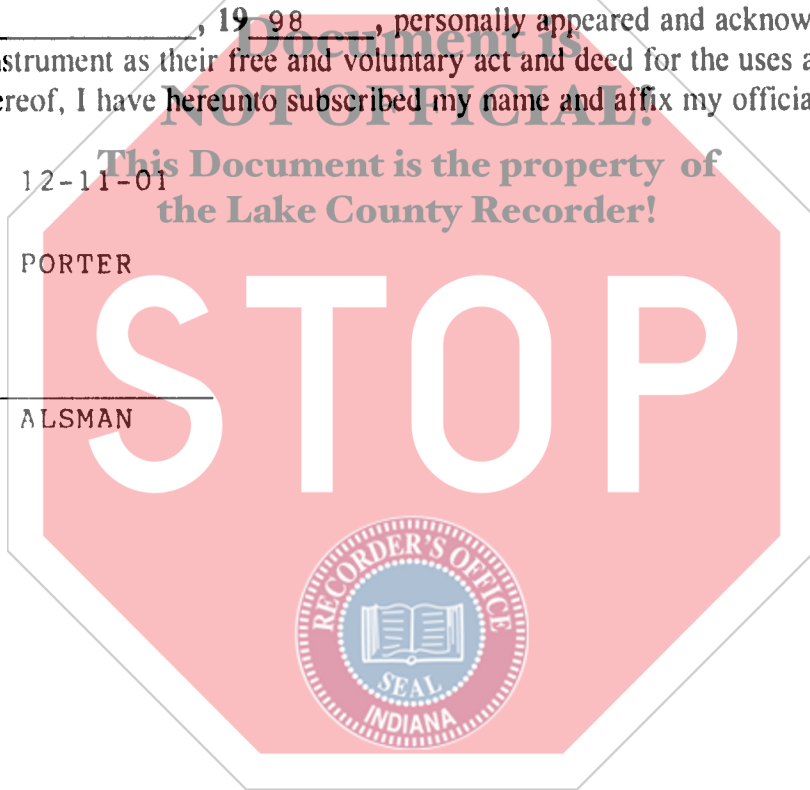 , 19 98 , personally appeared and acknow
Document is
strument as their free and voluntary act and deed for the uses a
NOT OFFICIAL!
ereof, I have hereunto subscribed my name and affix my officia
This Document is the property of
12-11-01
the Lake County Recorder!
PORTER
STOP
ALSMAN
RECORDER'S OFFICE
SEAL
INDIANA